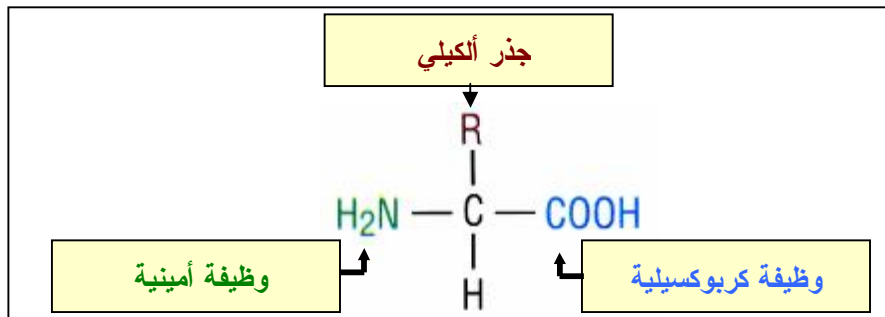 جذر ألكيلي
R
H₂N — C — COOH
وظيفة أمينية
وظيفة كربوكسيلية
H